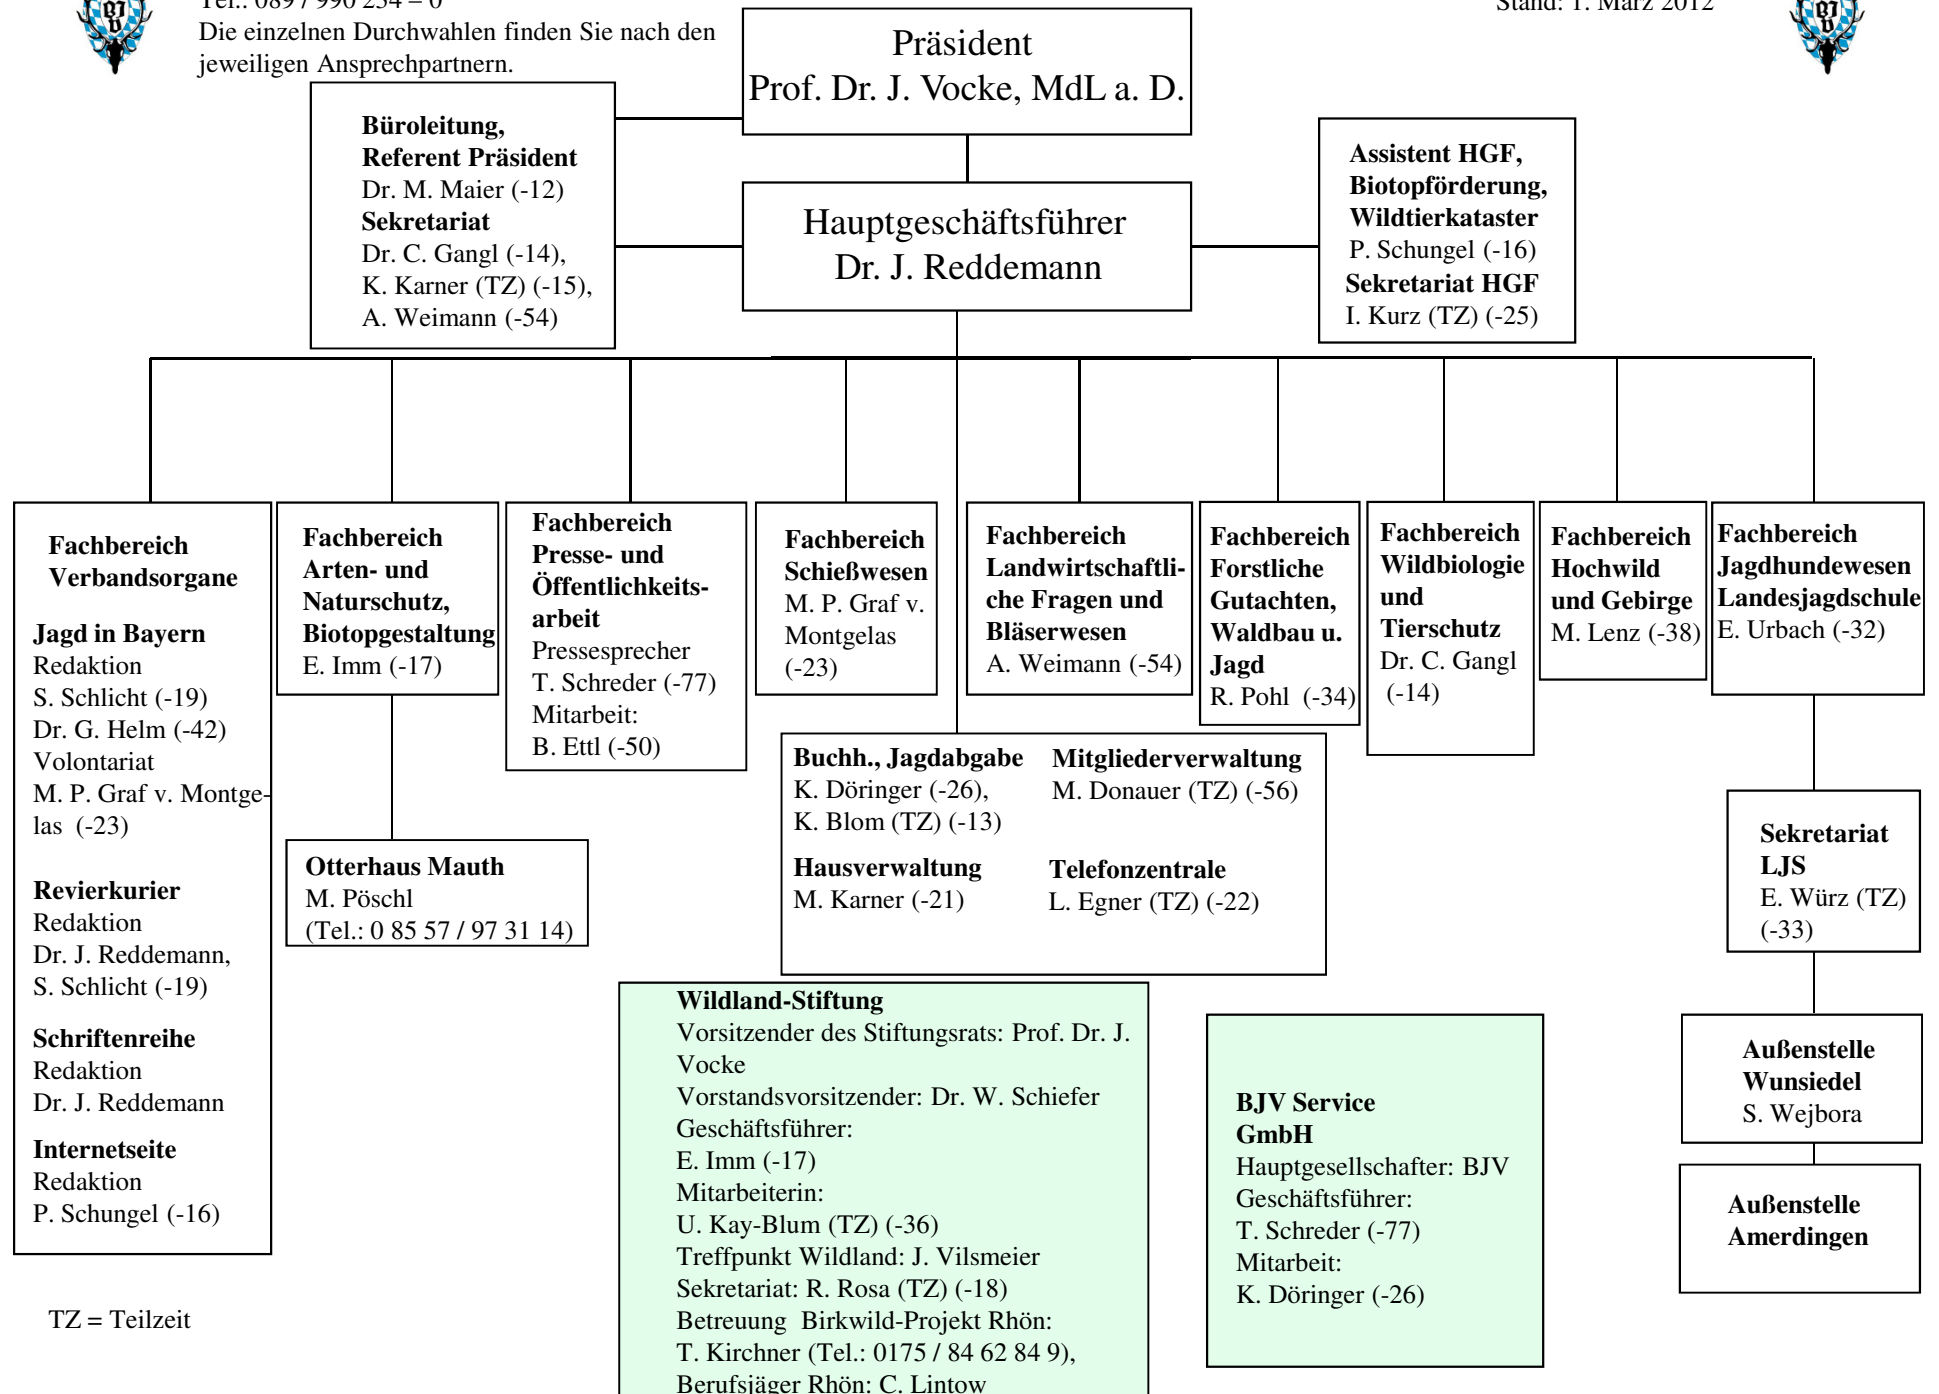 Tel.: 089 / 990 234 – 0
Die einzelnen Durchwahlen finden Sie nach den
jeweiligen Ansprechpartnern.
Stand: 1. März 2012
Präsident
Prof. Dr. J. Vocke, MdL a. D.
Büroleitung,
Referent Präsident
Dr. M. Maier (-12)
Sekretariat
Dr. C. Gangl (-14),
K. Karner (TZ) (-15),
A. Weimann (-54)
Hauptgeschäftsführer
Dr. J. Reddemann
Assistent HGF,
Biotopförderung,
Wildtierkataster
P. Schungel (-16)
Sekretariat HGF
I. Kurz (TZ) (-25)
Fachbereich
Verbandsorgane
Jagd in Bayern
Redaktion
S. Schlicht (-19)
Dr. G. Helm (-42)
Volontariat
M. P. Graf v. Montge-
las (-23)
Revierkurier
Redaktion
Dr. J. Reddemann,
S. Schlicht (-19)
Schriftenreihe
Redaktion
Dr. J. Reddemann
Internetseite
Redaktion
P. Schungel (-16)
Fachbereich
Arten- und
Naturschutz,
Biotopgestaltung
E. Imm (-17)
Otterhaus Mauth
M. Pöschl
(Tel.: 0 85 57 / 97 31 14)
Fachbereich
Presse- und
Öffentlichkeits-
arbeit
Pressesprecher
T. Schreder (-77)
Mitarbeit:
B. Ettl (-50)
Fachbereich
Schießwesen
M. P. Graf v.
Montgelas
(-23)
Fachbereich
Landwirtschaftli-
che Fragen und
Bläserwesen
A. Weimann (-54)
Fachbereich
Forstliche
Gutachten,
Waldbau u.
Jagd
R. Pohl (-34)
Fachbereich
Wildbiologie
und
Tierschutz
Dr. C. Gangl
(-14)
Fachbereich
Hochwild
und Gebirge
M. Lenz (-38)
Fachbereich
Jagdhundewesen
Landesjagdschule
E. Urbach (-32)
Buchh., Jagdabgabe
K. Döringer (-26),
K. Blom (TZ) (-13)
Mitgliederverwaltung
M. Donauer (TZ) (-56)
Hausverwaltung
M. Karner (-21)
Telefonzentrale
L. Egner (TZ) (-22)
Sekretariat
LJS
E. Würz (TZ)
(-33)
Außenstelle
Wunsiedel
S. Wejbora
Außenstelle
Amerdingen
Wildland-Stiftung
Vorsitzender des Stiftungsrats: Prof. Dr. J.
Vocke
Vorstandsvorsitzender: Dr. W. Schiefer
Geschäftsführer:
E. Imm (-17)
Mitarbeiterin:
U. Kay-Blum (TZ) (-36)
Treffpunkt Wildland: J. Vilsmeier
Sekretariat: R. Rosa (TZ) (-18)
Betreuung Birkwild-Projekt Rhön:
T. Kirchner (Tel.: 0175 / 84 62 84 9),
Berufsjäger Rhön: C. Lintow
BJV Service
GmbH
Hauptgesellschafter: BJV
Geschäftsführer:
T. Schreder (-77)
Mitarbeit:
K. Döringer (-26)
TZ = Teilzeit